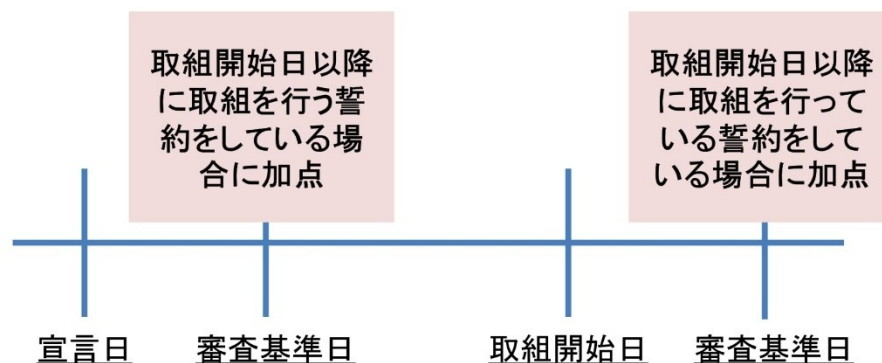 取組開始日以降
に取組を行う誓
約をしている場
合に加点
取組開始日以降
に取組を行って
いる誓約をして
いる場合に加点
宣言日
審査基準日
取組開始日
審査基準日